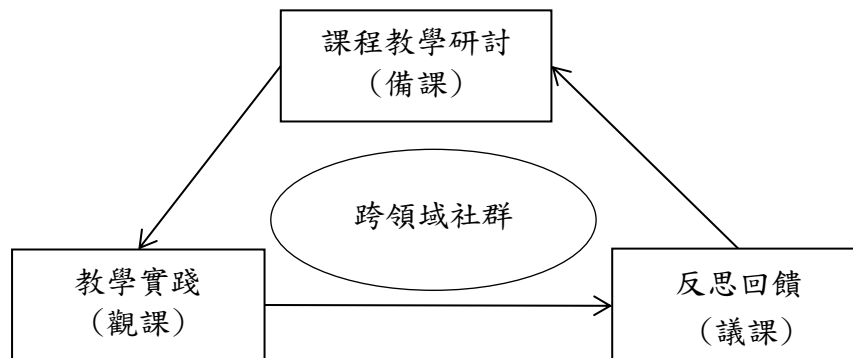 課程教學研討
（備課）
跨領域社群
教學實踐
（觀課）
反思回饋
（議課）